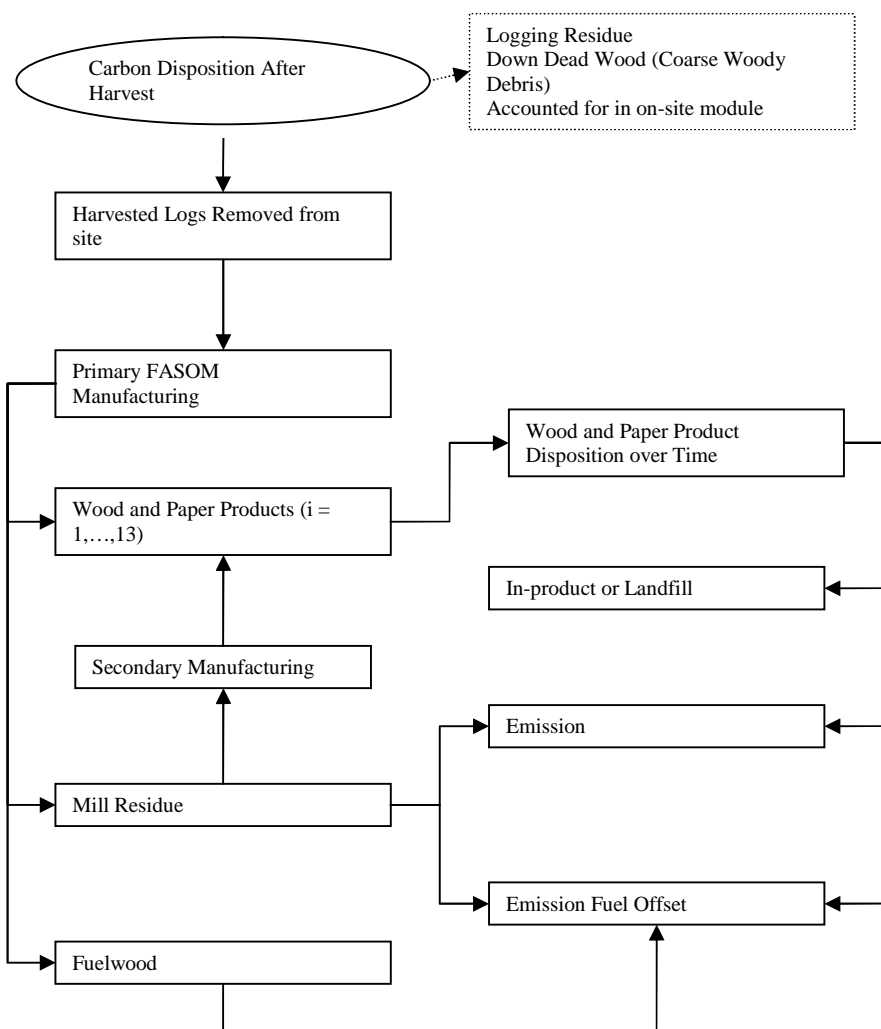 Carbon Disposition After
Harvest
Logging Residue
Down Dead Wood (Coarse Woody
Debris)
Accounted for in on-site module
Harvested Logs Removed from
site
Primary FASOM
Manufacturing
Wood and Paper Product
Disposition over Time
Wood and Paper Products (i =
1,…,13)
In-product or Landfill
Secondary Manufacturing
Emission
Mill Residue
Emission Fuel Offset
Fuelwood